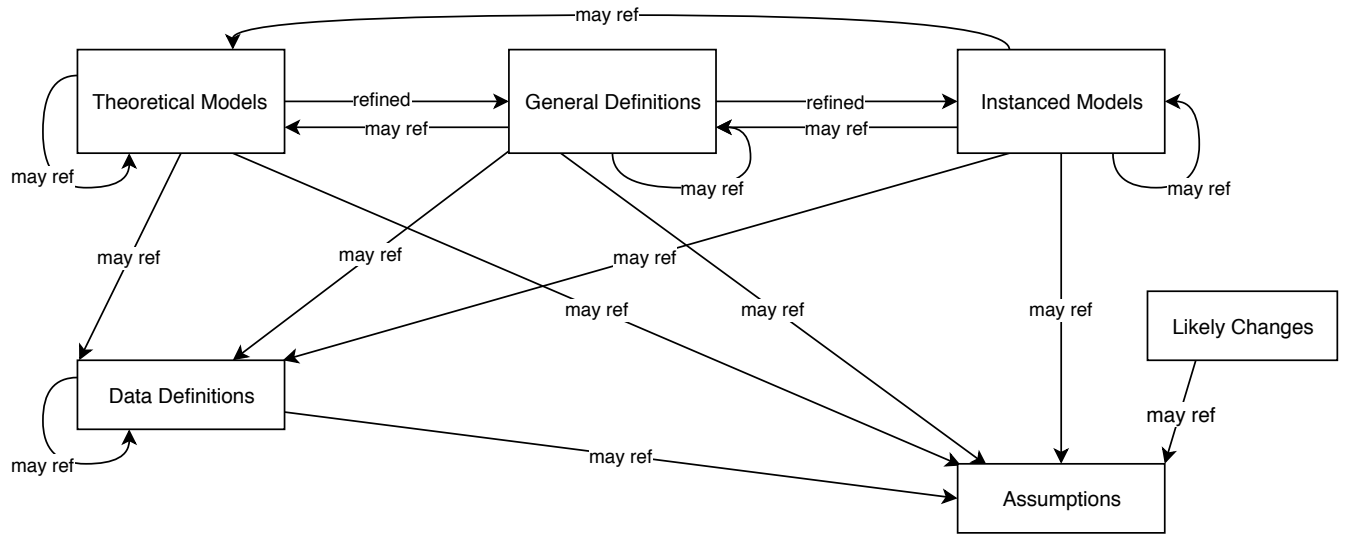 may ref
Theoretical Models
refined
General Definitions
refined
Instanced Models
may ref
may ref
may ref
may ref
may ref
may ref
may ref
may ref
may ref
may ref
may ref
may ref
Likely Changes
Data Definitions
may ref
may ref
may ref
Assumptions